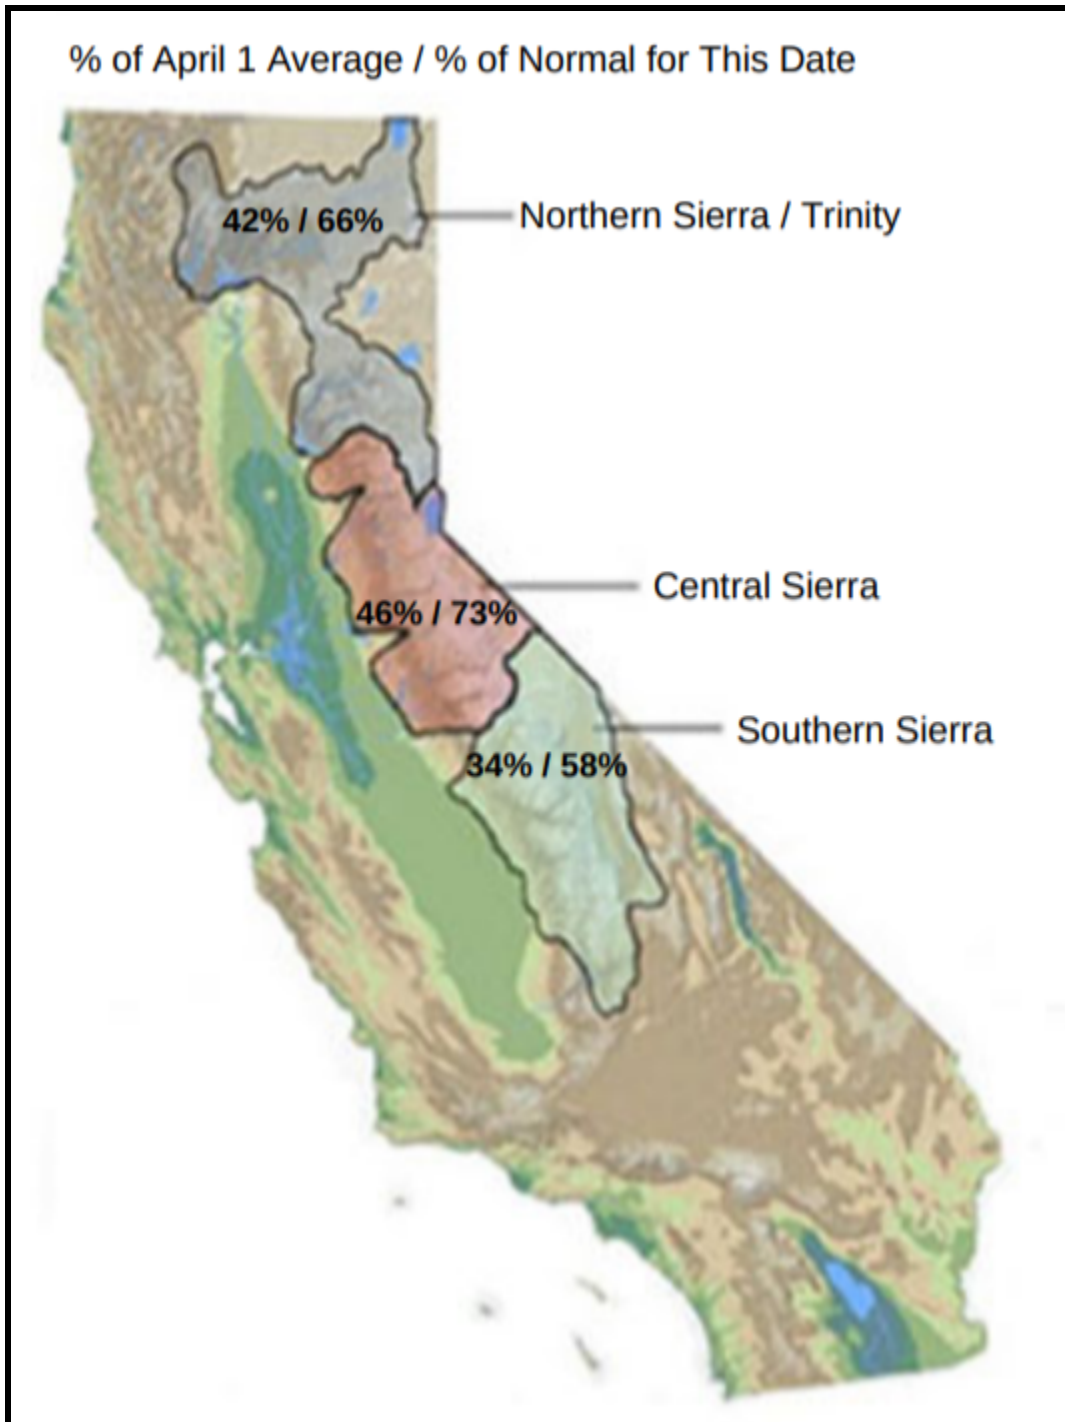 % of April 1 Average / % of Normal for This Date
42% / 66%
Northern Sierra / Trinity
Central Sierra
46% / 73%
Southern Sierra
34% / 58%